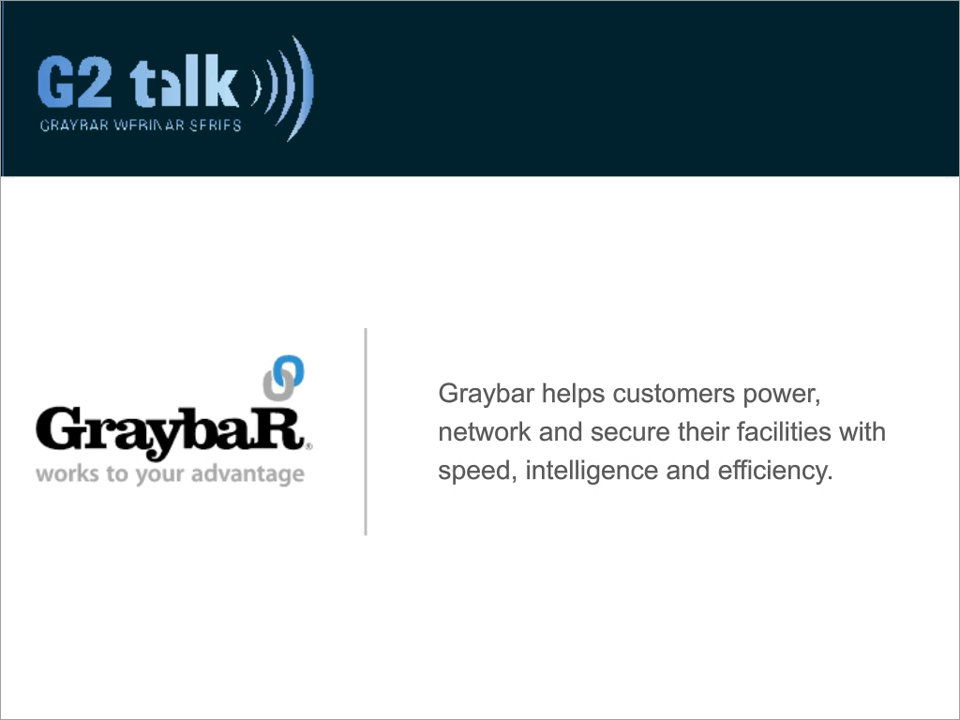 G2 talk
GRAYBAR WEBINAR SERIES
GraybaR®
works to your advantage
Graybar helps customers power,
network and secure their facilities with
speed, intelligence and efficiency.